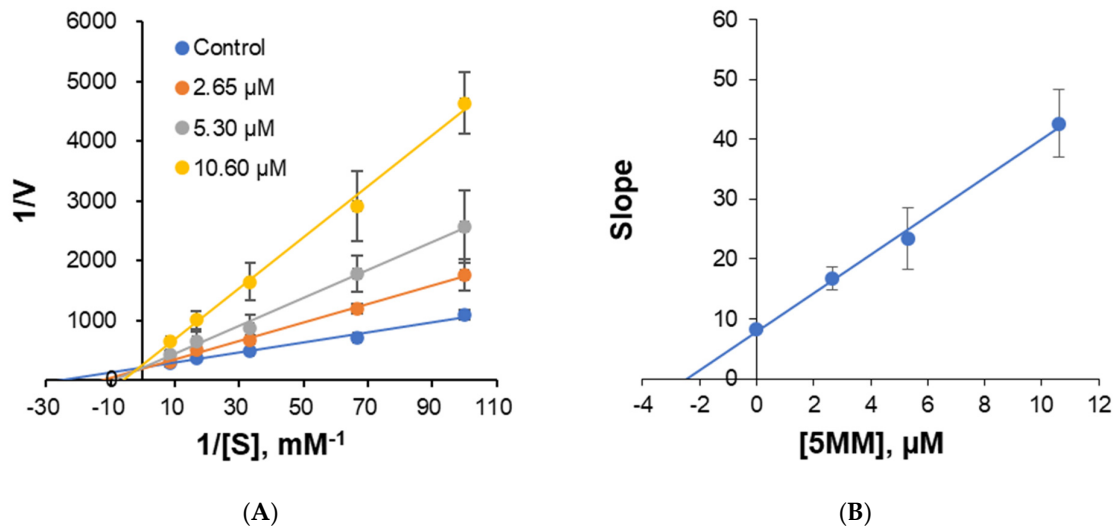 6000
5000
4000
3000
2000
1000
0
-30 -10 10 30 50 70 90 110
1/V
1/[S], mM-1
Control
2.65 µM
5.30 µM
10.60 µM
(A)
60
50
40
30
20
10
0
-4 -2 0 2 4 6 8 10 12
Slope
[5MM], µM
(B)